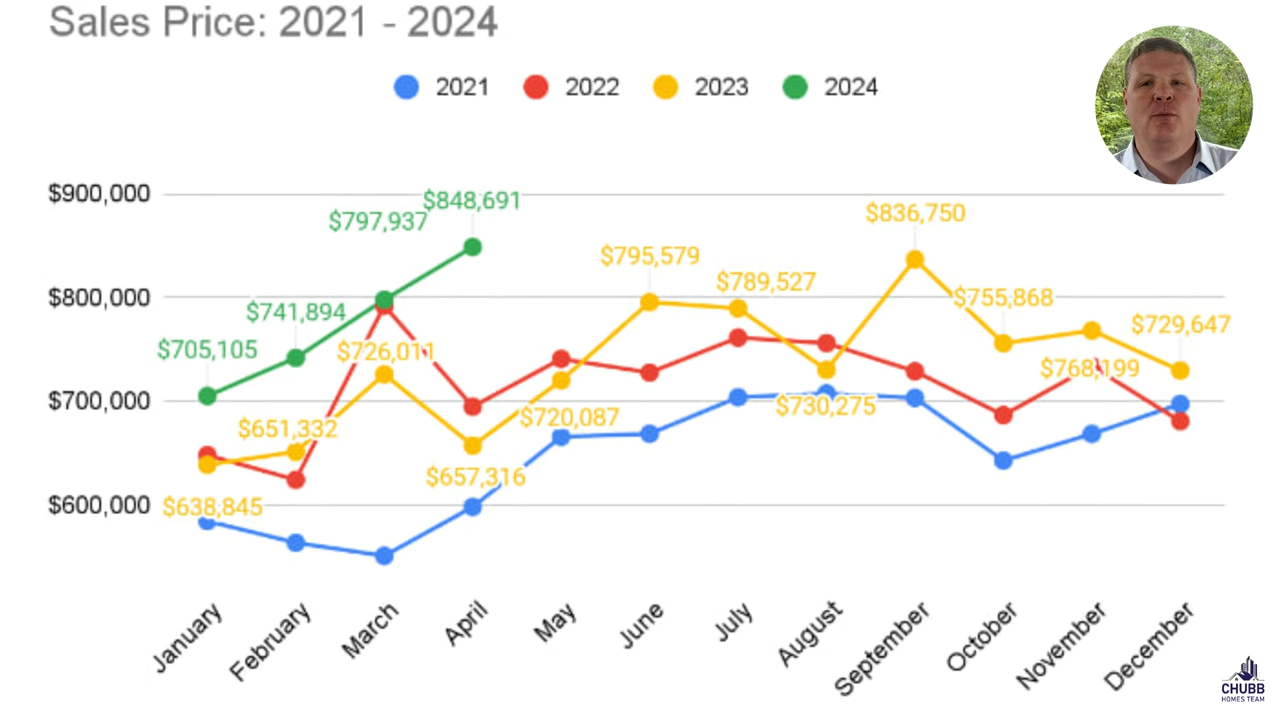 Sales Price: 2021 - 2024
2021 2022 2023 2024
$900,000
$800,000
$700,000
$600,000
$848,691
$797,937
$836,750
$795,579
$789,527
$755,868
$741,894
$729,647
$705,105
$726,011
$768,199
$730,275
$720,087
$651,332
$657,316
$638,845
January
February
March
April
May
June
July
August
September
October
November
December
CHUBB
HOMES TEAM